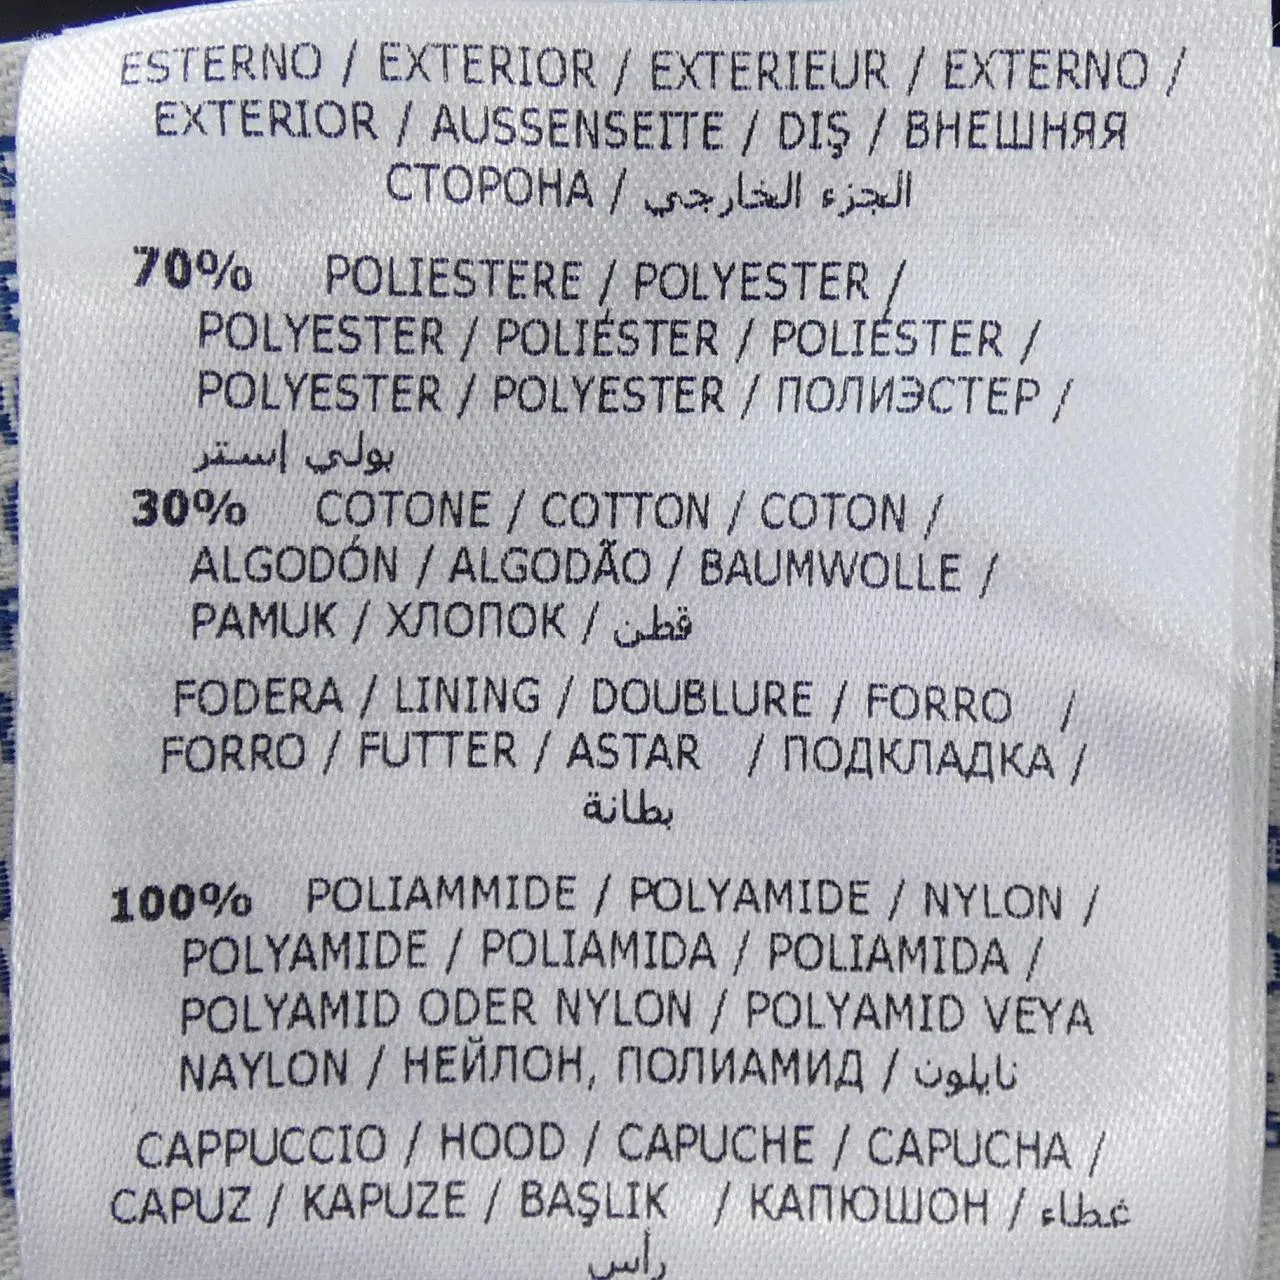 ESTERNO / EXTERIOR / EXTERIEUR / EXTERNO /
EXTERIOR / AUSSENSEITE / DIŞ / ВНЕШНЯЯ
СТОРОНА / الجزء الخارجي
70% POLIESTERE / POLYESTER /
POLYESTER / POLIÉSTER / POLIÉSTER /
POLYESTER / POLYESTER / ПОЛИЭСТЕР /
بولي إستر
30% COTONE / COTTON / COTON /
ALGODÓN / ALGODÃO / BAUMWOLLE /
PAMUK / ХЛОПОК / قطن
FODERA / LINING / DOUBLURE / FORRO /
FORRO / FUTTER / ASTAR / ПОДКЛАДКА /
بطانة
100% POLIAMMIDE / POLYAMIDE / NYLON /
POLYAMIDE / POLIAMIDA / POLIAMIDA /
POLYAMID ODER NYLON / POLYAMID VEYA
NAYLON / НЕЙЛОН, ПОЛИАМИД / نايلون
CAPPUCCIO / HOOD / CAPUCHE / CAPUCHA /
CAPUZ / KAPUZE / BAŞLIK / КАПЮШОН / غطاء
رأس